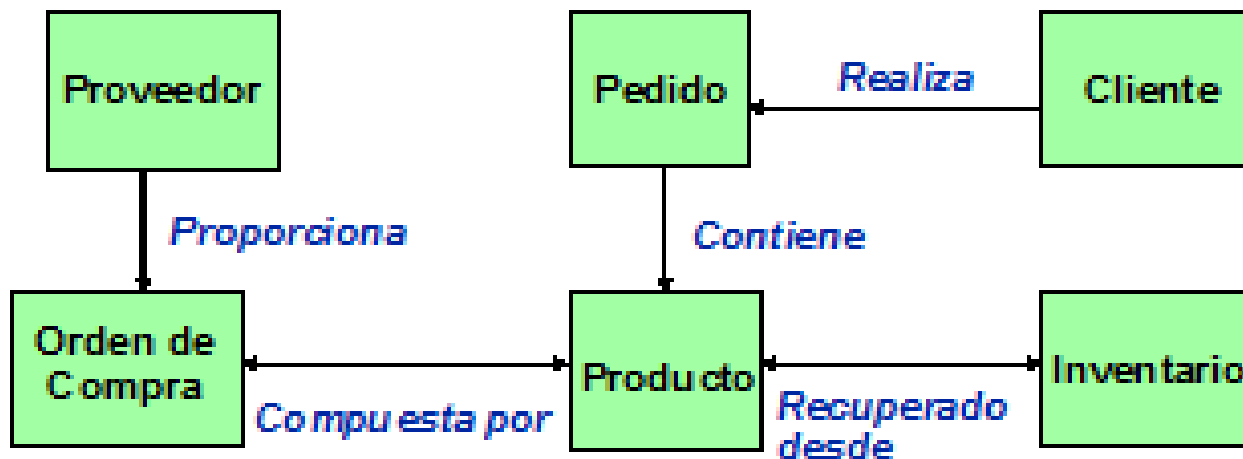 Proveedor
Pedido
Realiza
Cliente
Proporciona
Contiene
Orden de
Compra
Compuesta por
Producto
Recuperado
desde
Inventario